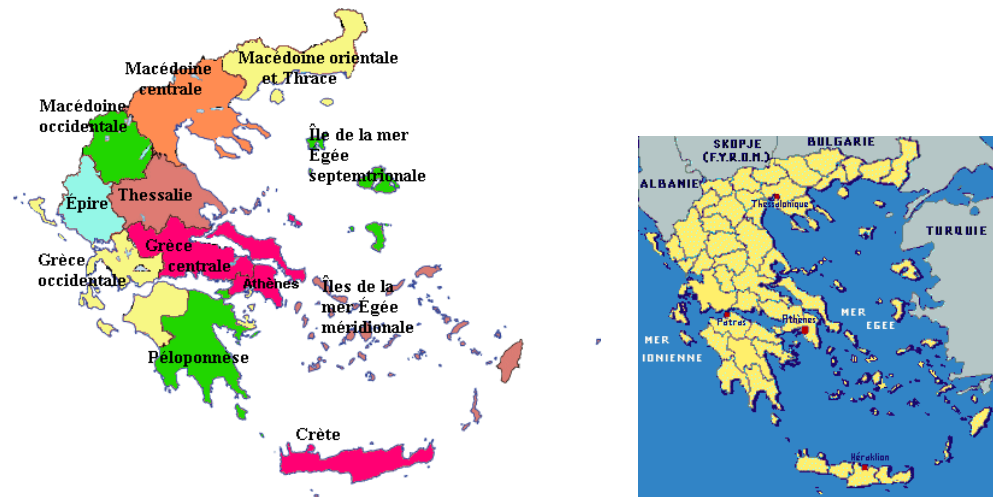 Macédoine orientale
et Thrace
Macédoine
centrale
Macédoine
occidentale
Île de la mer
Égée
septemtrionale
Épire
Thessalie
Grèce
centrale
Grèce
occidentale
Athènes
Îles de la
mer Égée
méridionale
Péloponnèse
Crète
SKOPJE
(F.Y.R.O.M.)
BULGARIE
ALBANIE
Thessalonique
TURQUIE
Patras
Athènes
MER
EGEE
MER
IONIENNE
Héraklion